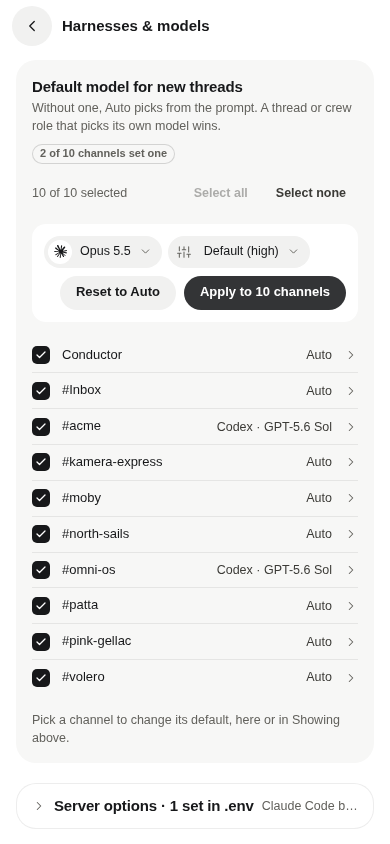 Harnesses & models
Default model for new threads
Without one, Auto picks from the prompt. A thread or crew
role that picks its own model wins.
2 of 10 channels set one
10 of 10 selected Select all Select none
Opus 5.5 Default (high)
Reset to Auto Apply to 10 channels
Conductor Auto
#Inbox Auto
#acme Codex · GPT-5.6 Sol
#kamera-express Auto
#moby Auto
#north-sails Auto
#omni-os Codex · GPT-5.6 Sol
#patta Auto
#pink-gellac Auto
#volero Auto
Pick a channel to change its default, here or in Showing
above.
Server options · 1 set in .env Claude Code b…